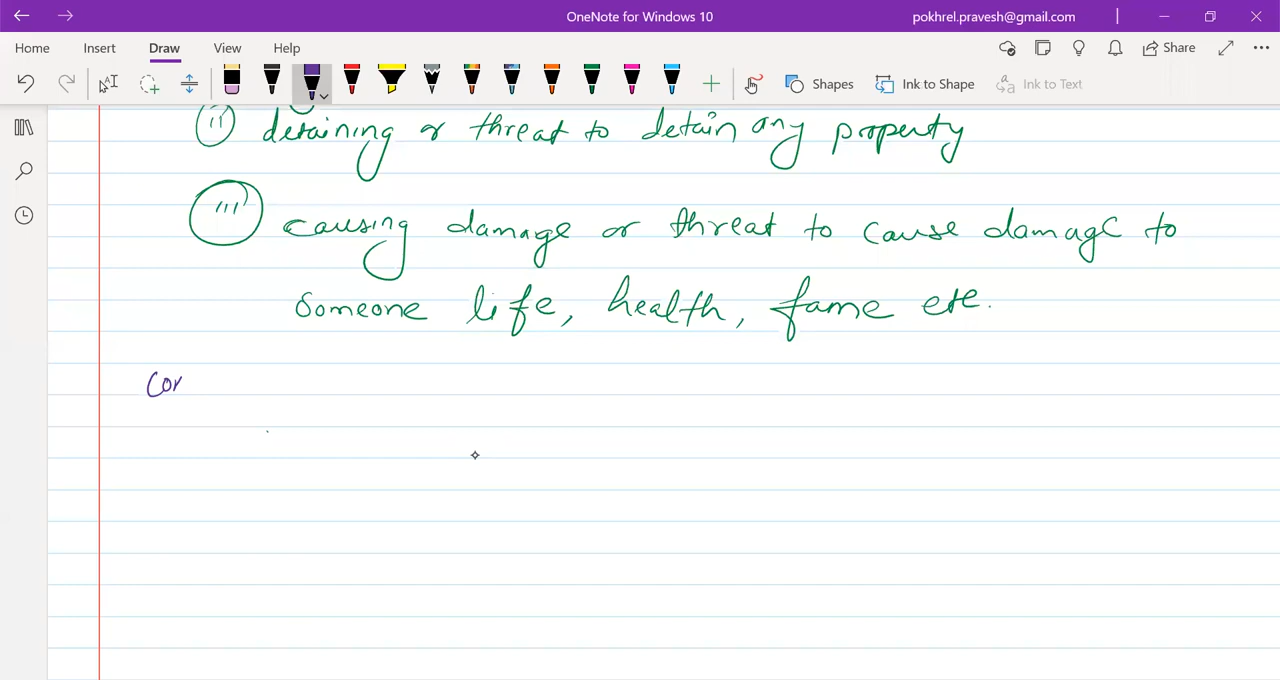 OneNote for Windows 10
pokhrel.pravesh@gmail.com
Home Insert Draw View Help
Share
Shapes Ink to Shape Ink to Text
(ii) detaining or threat to detain any property
(iii) causing damage or threat to cause damage to
someone life, health, fame etc.
Con